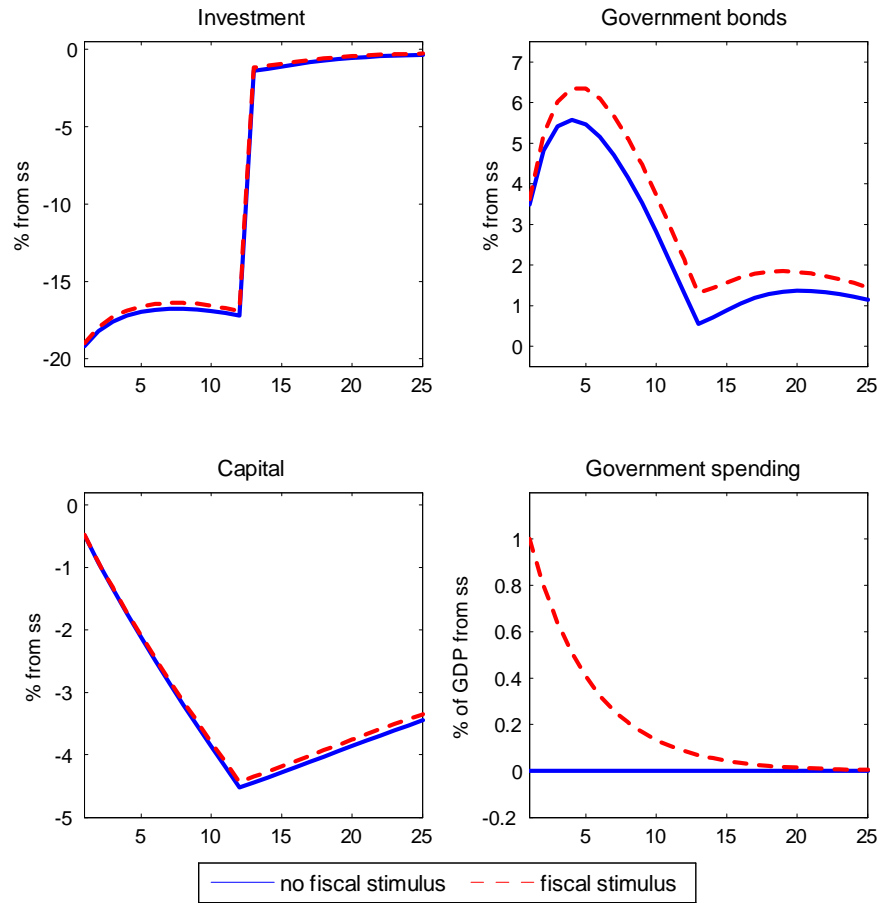 Investment
% from ss
0
-5
-10
-15
-20
5 10 15 20 25
Government bonds
% from ss
7
6
5
4
3
2
1
0
5 10 15 20 25
Capital
% from ss
0
-1
-2
-3
-4
-5
5 10 15 20 25
Government spending
% of GDP from ss
1
0.8
0.6
0.4
0.2
0
-0.2
5 10 15 20 25
no fiscal stimulus fiscal stimulus